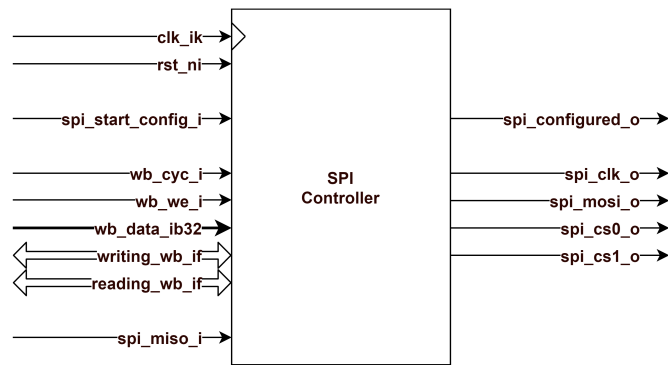 clk_ik
rst_ni
spi_start_config_i
spi_configured_o
wb_cyc_i
spi_clk_o
SPI
Controller
wb_we_i
spi_mosi_o
wb_data_ib32
spi_cs0_o
writing_wb_if
spi_cs1_o
reading_wb_if
spi_miso_i